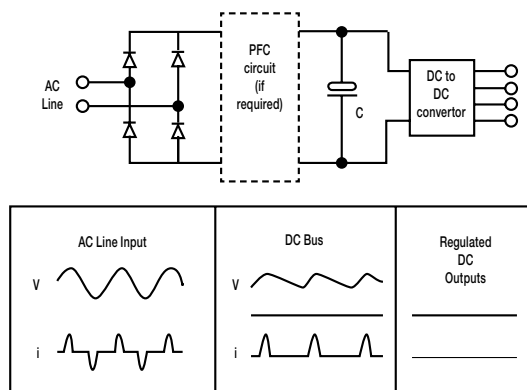 AC
Line
PFC
circuit
(if
required)
C
DC to
DC
convertor
AC Line Input
V
i
DC Bus
V
i
Regulated
DC
Outputs